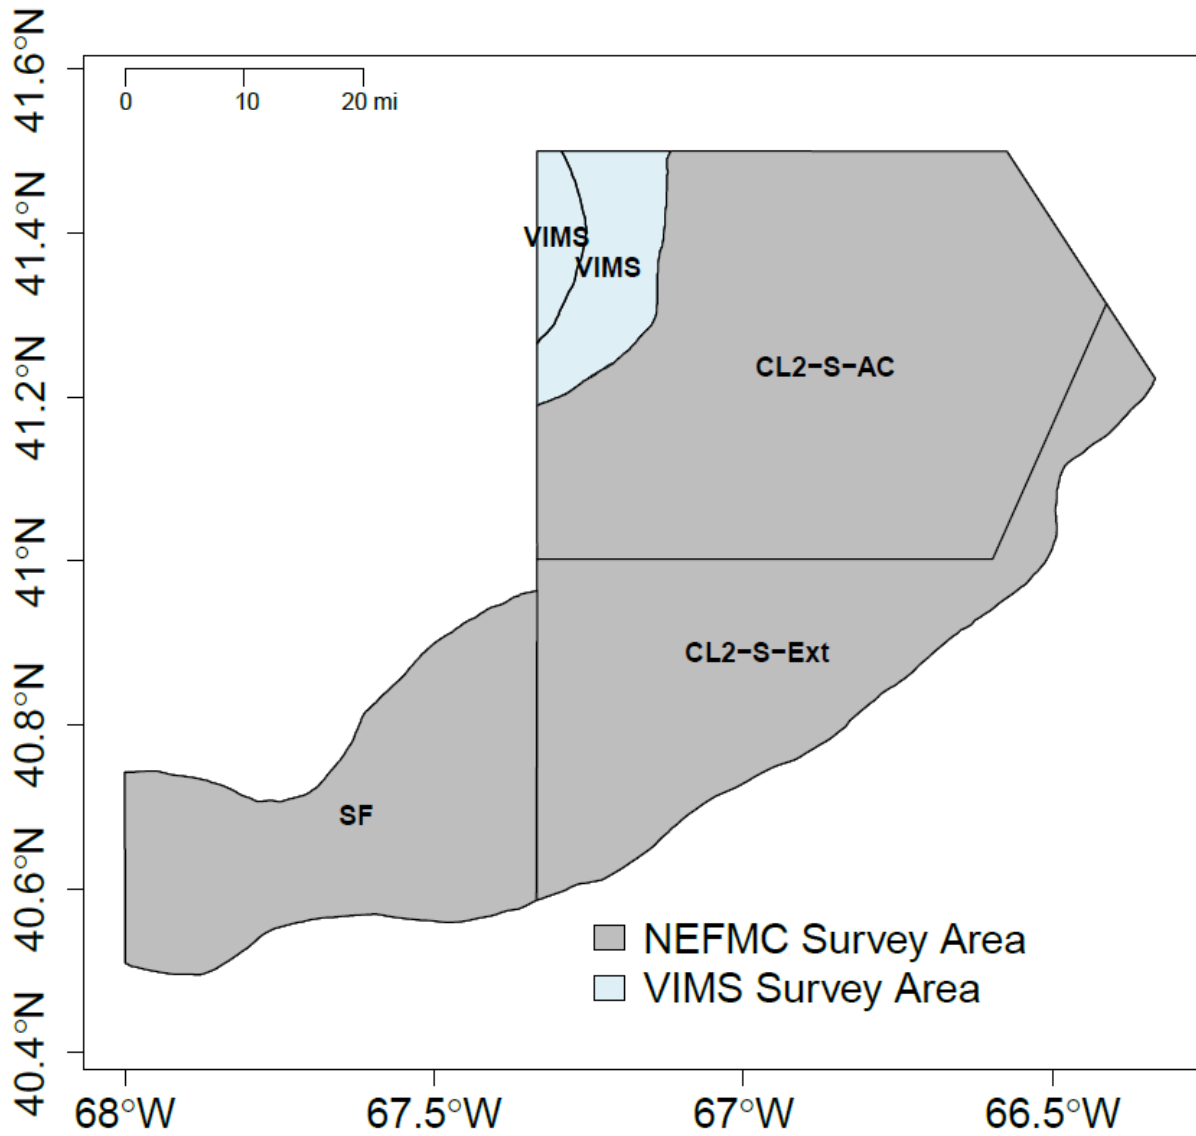 41.6°N
0 10 20 mi
41.4°N
VIMS
VIMS
CL2-S-AC
41.2°N
41°N
CL2-S-Ext
40.8°N
SF
40.6°N
NEFMC Survey Area
VIMS Survey Area
40.4°N
68°W 67.5°W 67°W 66.5°W